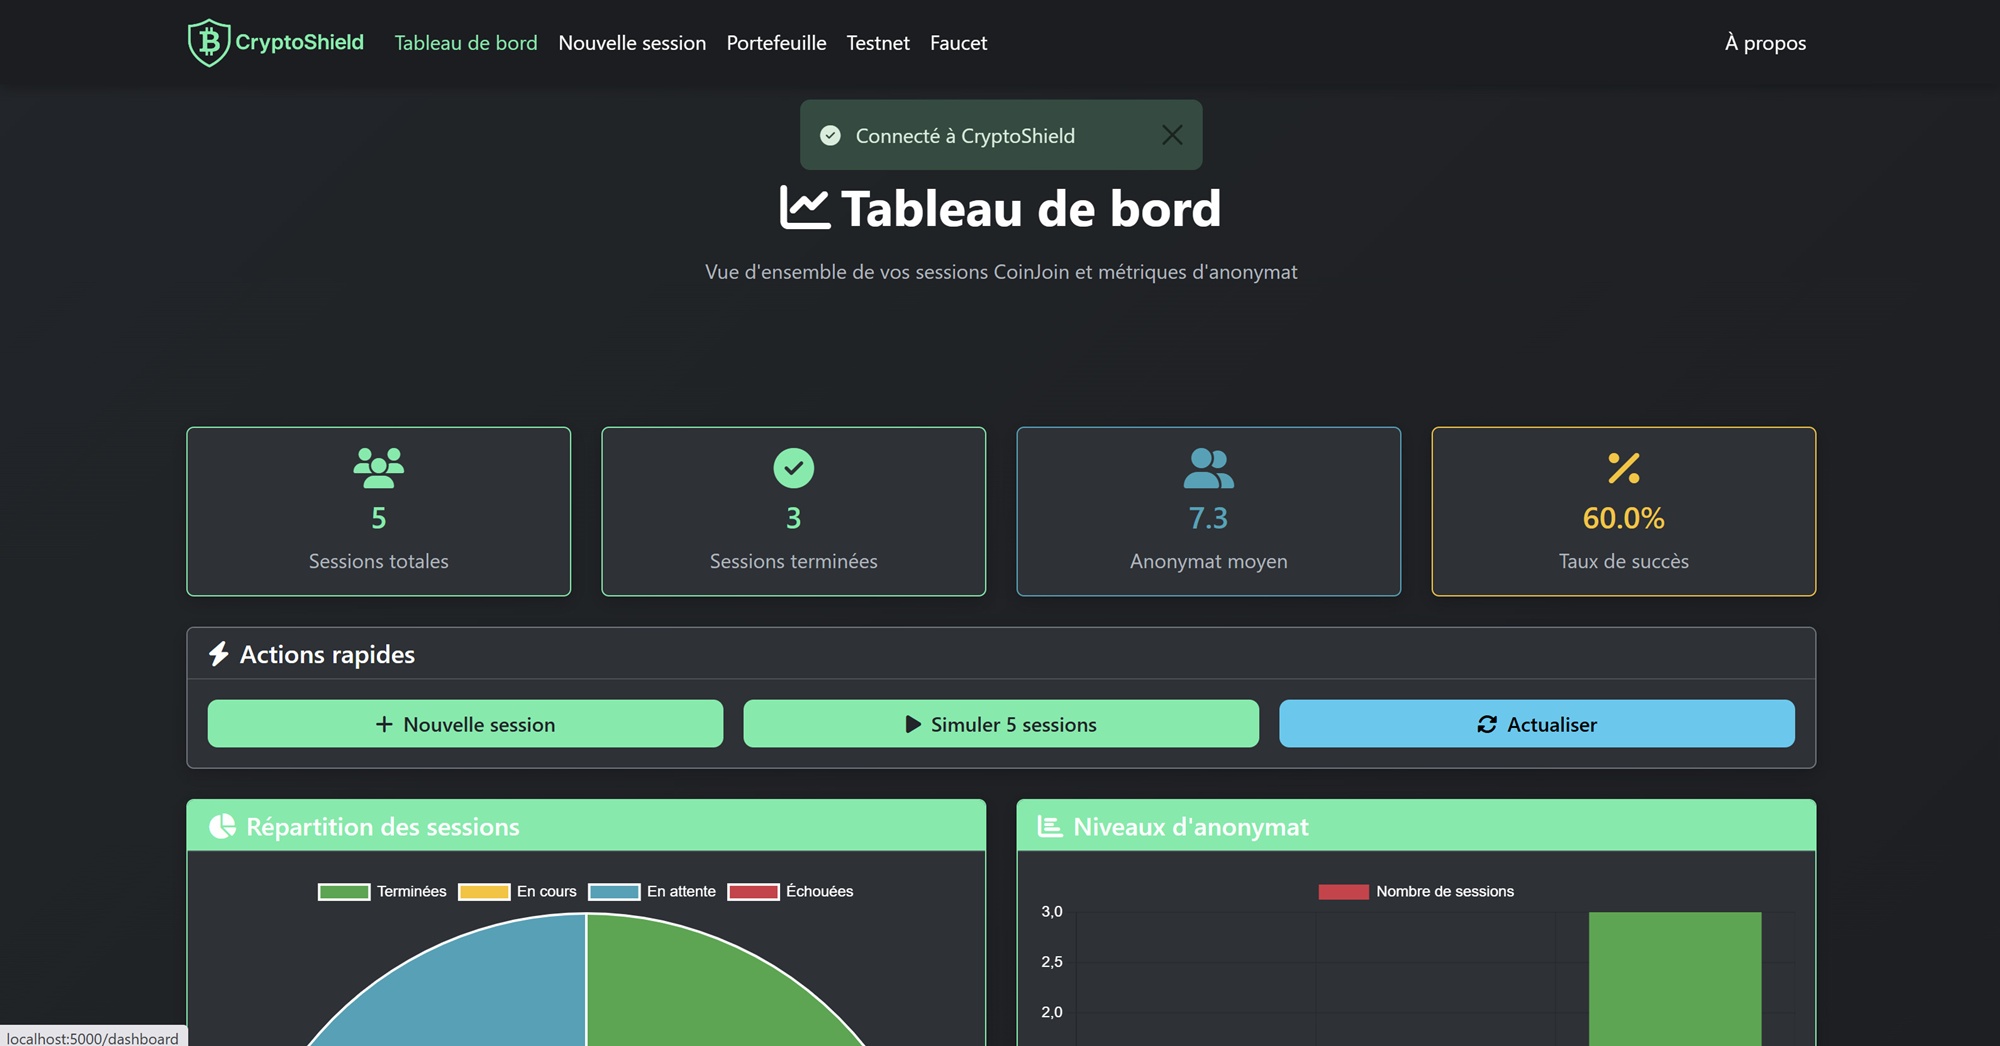 CryptoShield Tableau de bord Nouvelle session Portefeuille Testnet Faucet À propos
Connecté à CryptoShield
Tableau de bord
Vue d'ensemble de vos sessions CoinJoin et métriques d'anonymat
5
Sessions totales
3
Sessions terminées
7.3
Anonymat moyen
60.0%
Taux de succès
Actions rapides
Nouvelle session
Simuler 5 sessions
Actualiser
Répartition des sessions
Terminées En cours En attente Échouées
Niveaux d'anonymat
Nombre de sessions
3,0
2,5
2,0
localhost:5000/dashboard